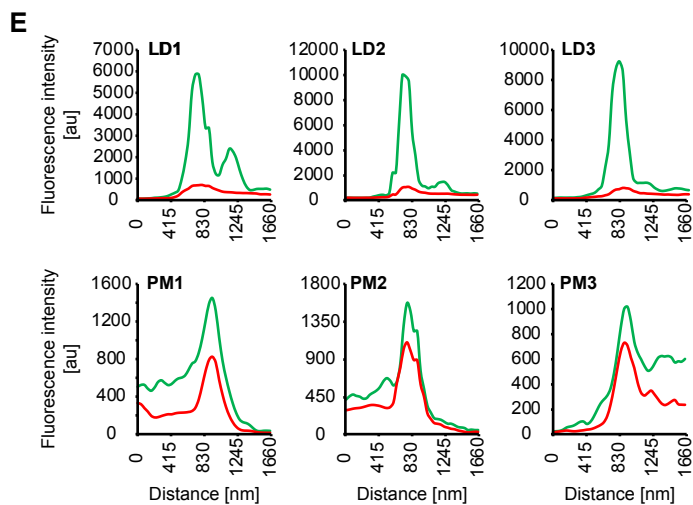 E
LD1
LD2
LD3
Fluorescence intensity
[au]
7000
6000
5000
4000
3000
2000
1000
0
12000
10000
8000
6000
4000
2000
0
10000
8000
6000
4000
2000
0
0 415 830 1245 1660
0 415 830 1245 1660
0 415 830 1245 1660
PM1
PM2
PM3
Fluorescence intensity
[au]
1600
1200
800
400
0
1800
1350
900
450
0
1200
1000
800
600
400
200
0
0 415 830 1245 1660
0 415 830 1245 1660
0 415 830 1245 1660
Distance [nm]
Distance [nm]
Distance [nm]